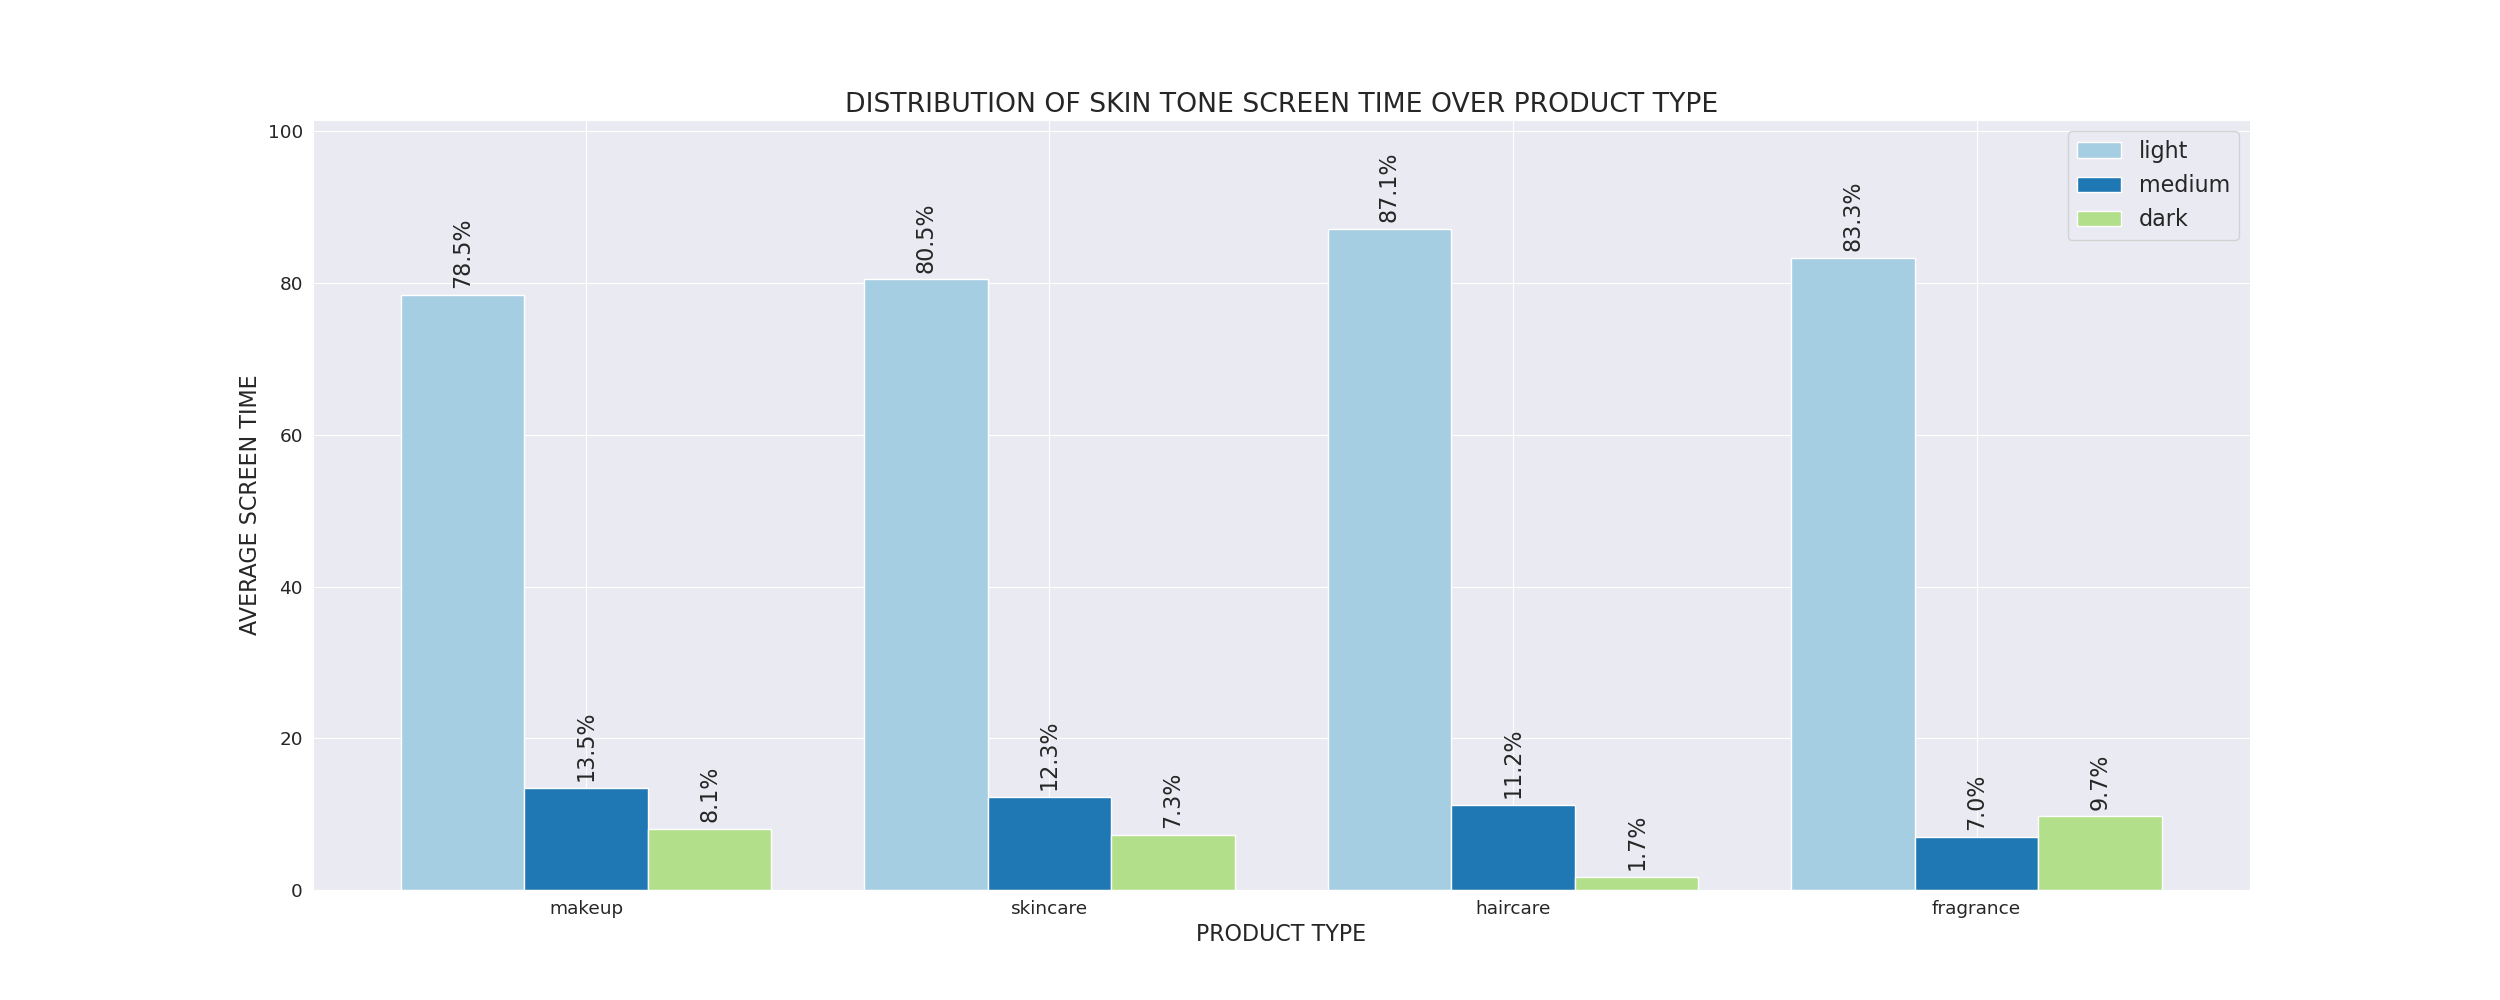 DISTRIBUTION OF SKIN TONE SCREEN TIME OVER PRODUCT TYPE
light
medium
dark
AVERAGE SCREEN TIME
100
80
60
40
20
0
78.5%
13.5%
8.1%
80.5%
12.3%
7.3%
87.1%
11.2%
1.7%
83.3%
7.0%
9.7%
makeup
skincare
haircare
fragrance
PRODUCT TYPE